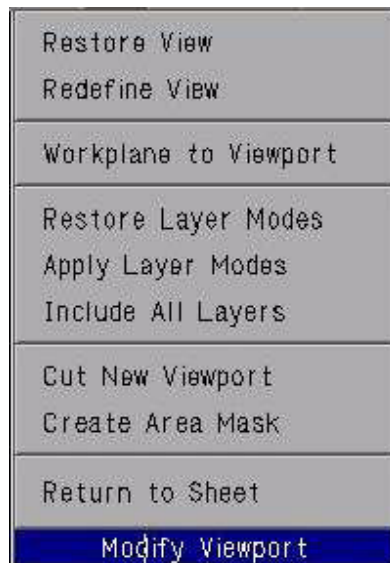 Restore View
Redefine View
Workplane to Viewport
Restore Layer Modes
Apply Layer Modes
Include All Layers
Cut New Viewport
Create Area Mask
Return to Sheet
Modify Viewport